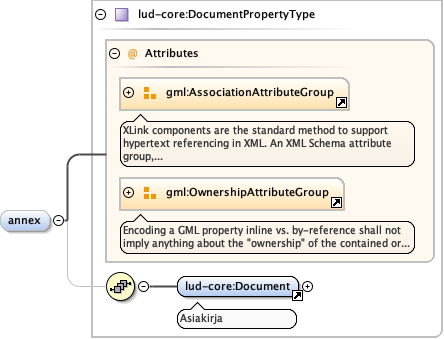 lud-core:DocumentPropertyType
@ Attributes
gml:AssociationAttributeGroup
XLink components are the standard method to support
hypertext referencing in XML. An XML Schema attribute
group,...
gml:OwnershipAttributeGroup
Encoding a GML property inline vs. by-reference shall not
imply anything about the "ownership" of the contained or...
annex
lud-core:Document
Asiakirja